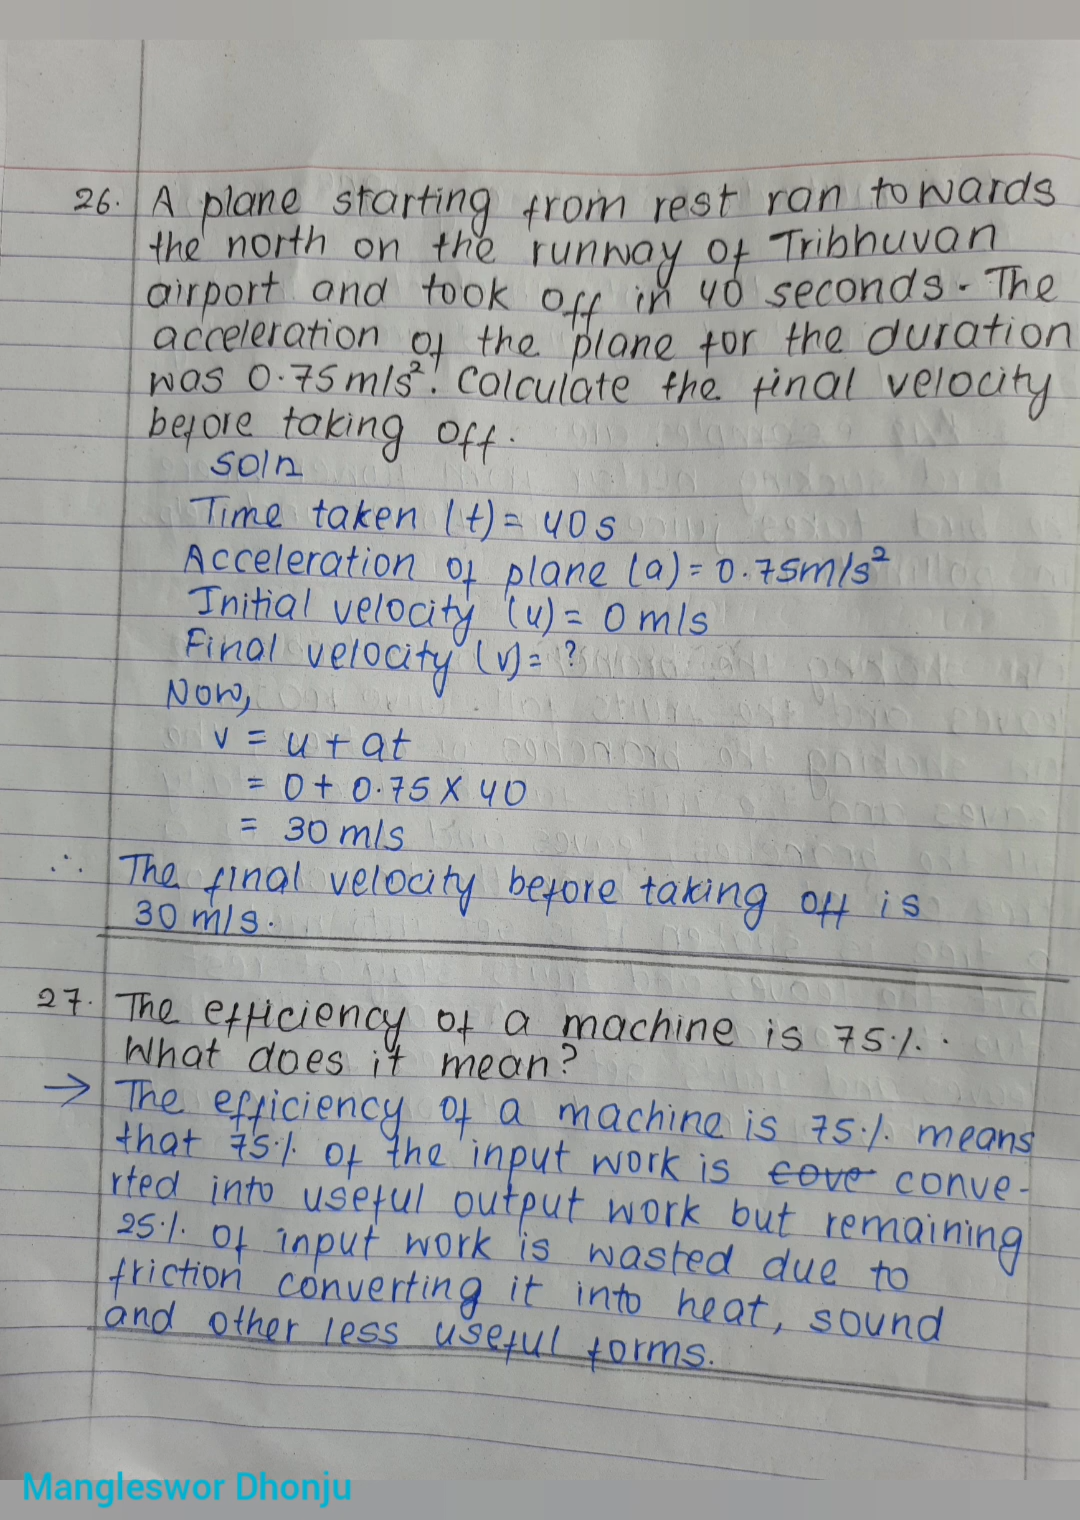 26. A plane starting from rest ran towards
the north on the runway of Tribhuvan
airport and took off in 40 seconds. The
acceleration of the plane for the duration
was 0.75 m/s². Calculate the final velocity
before taking off.
Soln
Time taken (t) = 40 s
Acceleration of plane (a) = 0.75m/s²
Initial velocity (u) = 0 m/s
Final velocity (v) = ?
Now,
v = u + at
= 0 + 0.75 X 40
= 30 m/s
∴ The final velocity before taking off is
30 m/s.
27. The efficiency of a machine is 75%.
What does it mean?
→ The efficiency of a machine is 75% means
that 75% of the input work is cove conve-
rted into useful output work but remaining
25% of input work is wasted due to
friction converting it into heat, sound
and other less useful forms.
Mangleswor Dhonju